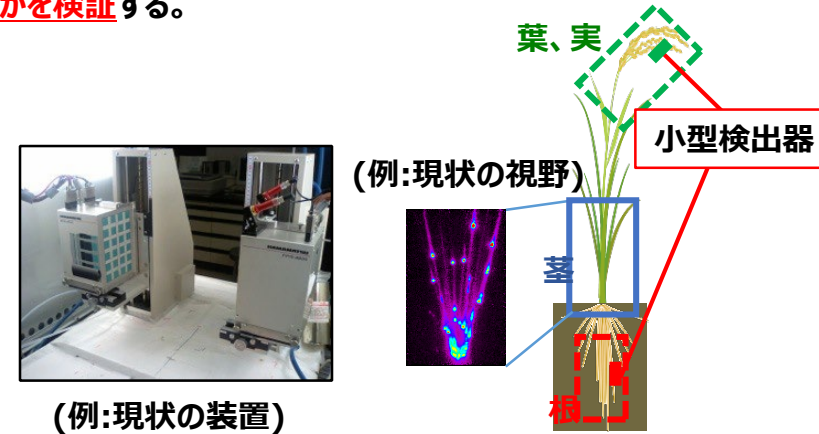 かを検証する。
葉、実
小型検出器
(例:現状の視野)
茎
根
(例:現状の装置)